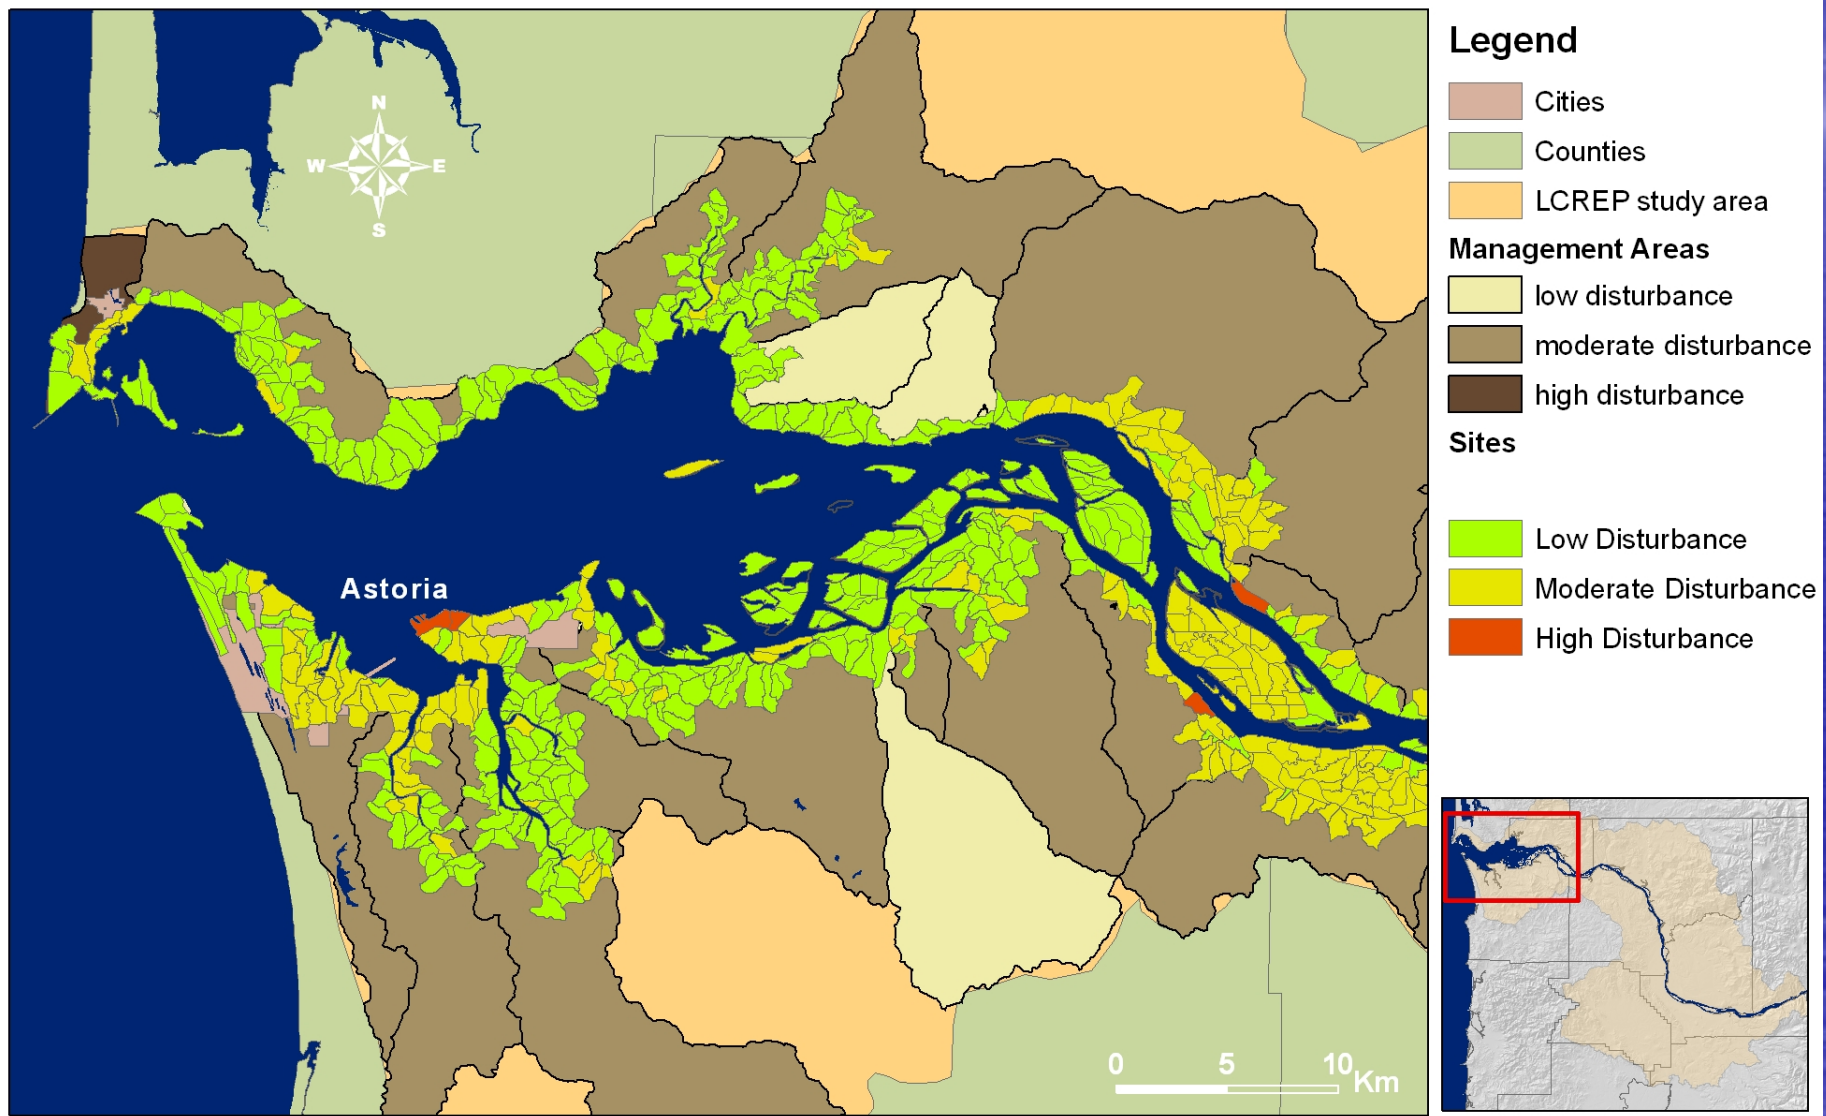 N
W E
S
Astoria
0 5 10 Km
Legend
Cities
Counties
LCREP study area
Management Areas
low disturbance
moderate disturbance
high disturbance
Sites
Low Disturbance
Moderate Disturbance
High Disturbance